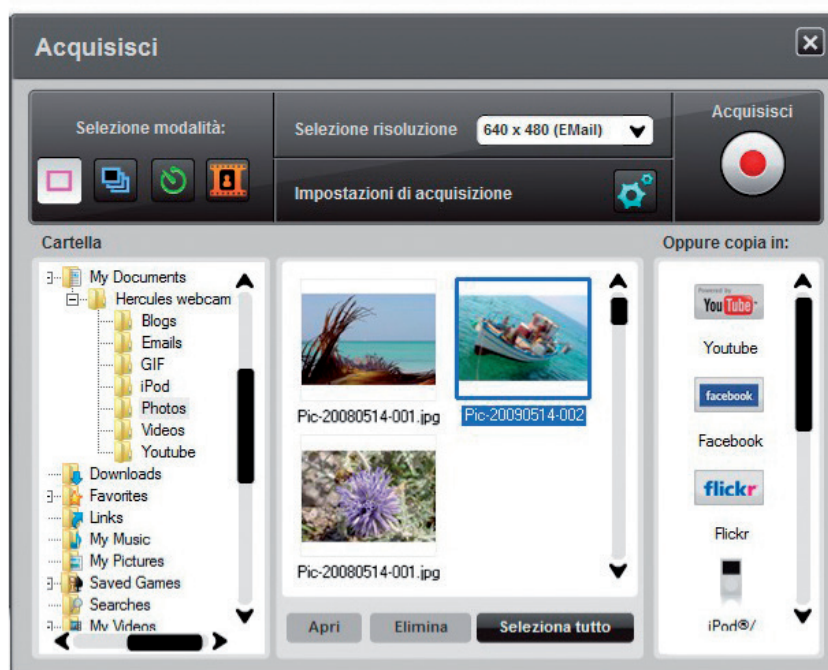 Acquisisci
Selezione modalità:
Selezione risoluzione
640 x 480 (EMail)
Impostazioni di acquisizione
Acquisisci
Cartella
My Documents
Hercules webcam
Blogs
Emails
GIF
iPod
Photos
Videos
Youtube
Downloads
Favorites
Links
My Music
My Pictures
Saved Games
Searches
My Videos
Pic-20080514-001.jpg
Pic-20090514-002
Pic-20080514-001.jpg
Apri
Elimina
Seleziona tutto
Oppure copia in:
Powered by
YouTube
Youtube
facebook
Facebook
flickr
Flickr
iPod®/